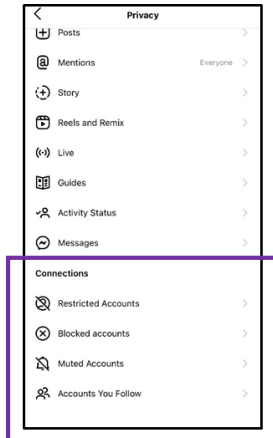 Privacy
Posts
Mentions Everyone
Story
Reels and Remix
Live
Guides
Activity Status
Messages
Connections
Restricted Accounts
Blocked accounts
Muted Accounts
Accounts You Follow